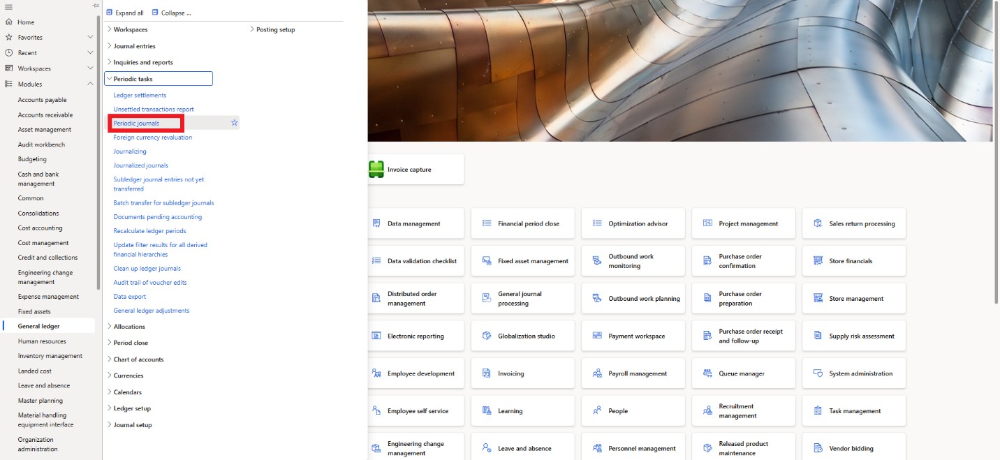 Home
Favorites
Recent
Workspaces
Modules
Accounts payable
Accounts receivable
Asset management
Audit workbench
Budgeting
Cash and bank
management
Common
Consolidations
Cost accounting
Cost management
Credit and collections
Engineering change
management
Expense management
Fixed assets
General ledger
Human resources
Inventory management
Landed cost
Leave and absence
Master planning
Material handling
equipment interface
Organization
administration
Expand all
Collapse ...
Workspaces
Journal entries
Inquiries and reports
Periodic tasks
Ledger settlements
Unsettled transactions report
Periodic journals
Foreign currency revaluation
Journalizing
Journalized journals
Subledger journal entries not yet
transferred
Batch transfer for subledger journals
Documents pending accounting
Recalculate ledger periods
Update filter results for all derived
financial hierarchies
Clean up ledger journals
Audit trail of voucher edits
Data export
General ledger adjustments
Allocations
Period close
Chart of accounts
Currencies
Calendars
Ledger setup
Journal setup
Posting setup
Invoice capture
Data management
Financial period close
Optimization advisor
Project management
Sales return processing
Data validation checklist
Fixed asset management
Outbound work
monitoring
Purchase order
confirmation
Store financials
Distributed order
management
General journal
processing
Outbound work planning
Purchase order
preparation
Store management
Electronic reporting
Globalization studio
Payment workspace
Purchase order receipt
and follow-up
Supply risk assessment
Employee development
Invoicing
Payroll management
Queue manager
System administration
Employee self service
Learning
People
Recruitment
management
Task management
Engineering change
management
Leave and absence
Personnel management
Released product
maintenance
Vendor bidding